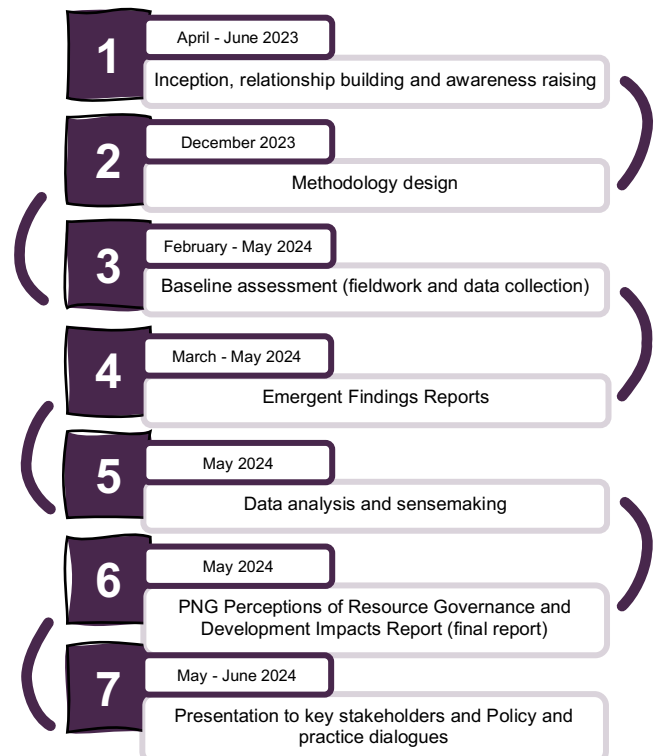 1
April - June 2023
Inception, relationship building and awareness raising
2
December 2023
Methodology design
3
February - May 2024
Baseline assessment (fieldwork and data collection)
4
March - May 2024
Emergent Findings Reports
5
May 2024
Data analysis and sensemaking
6
May 2024
PNG Perceptions of Resource Governance and
Development Impacts Report (final report)
7
May - June 2024
Presentation to key stakeholders and Policy and
practice dialogues